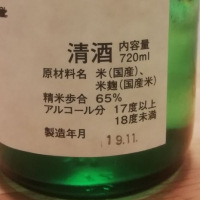 清酒 内容量 720ml
原材料名 米(国産)、
米麹(国産米)
精米歩合 65%
アルコール分 17度以上
18度未満
製造年月 19.11.